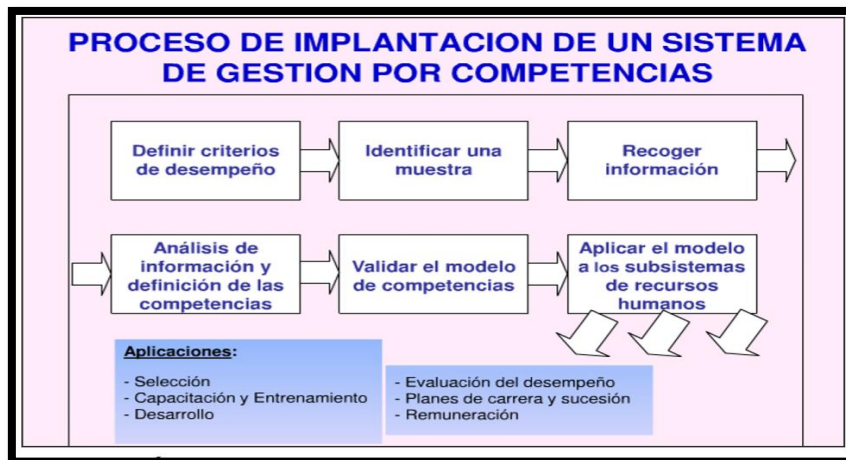 PROCESO DE IMPLANTACION DE UN SISTEMA
DE GESTION POR COMPETENCIAS
Definir criterios
de desempeño
Identificar una
muestra
Recoger
información
Análisis de
información y
definición de las
competencias
Validar el modelo
de competencias
Aplicar el modelo
a los subsistemas
de recursos
humanos
Aplicaciones:
- Selección
- Capacitación y Entrenamiento
- Desarrollo
- Evaluación del desempeño
- Planes de carrera y sucesión
- Remuneración